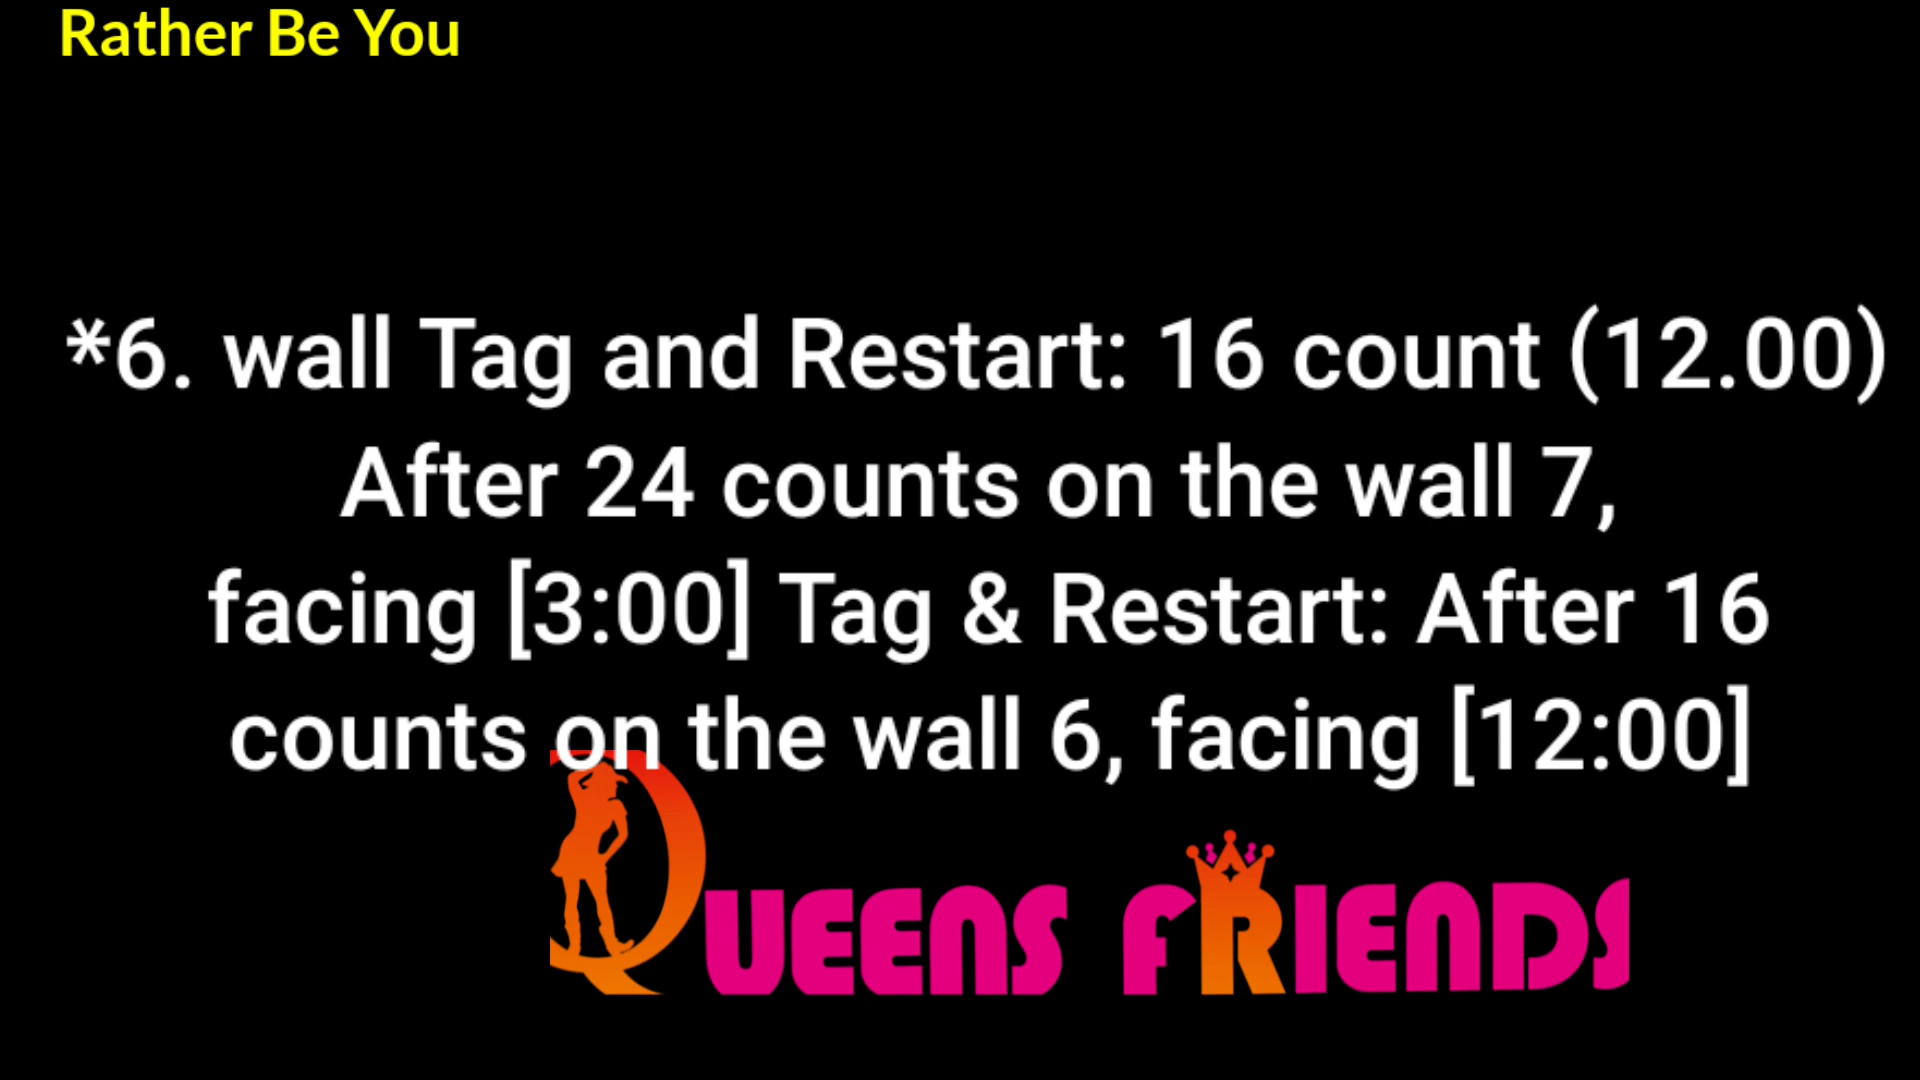 Rather Be You
*6. wall Tag and Restart: 16 count (12.00)
After 24 counts on the wall 7,
facing [3:00] Tag & Restart: After 16
counts on the wall 6, facing [12:00]
QUEENS FRIENDS